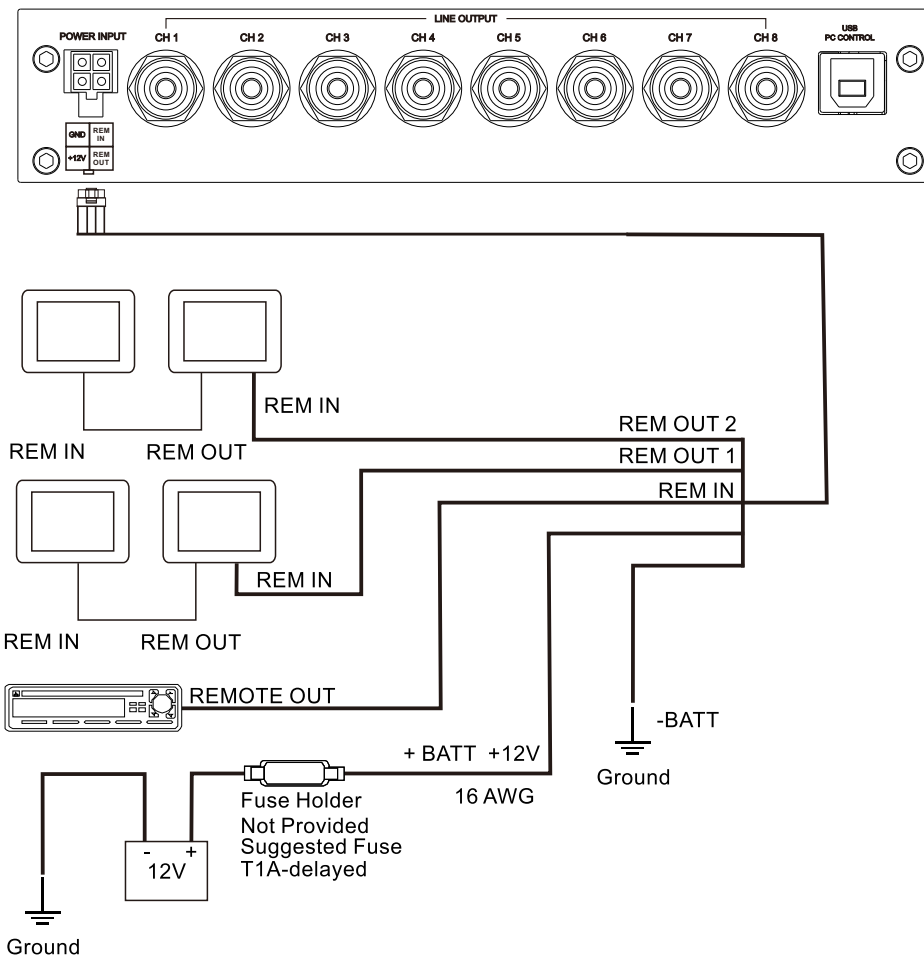 LINE OUTPUT
POWER INPUT
CH 1
CH 2
CH 3
CH 4
CH 5
CH 6
CH 7
CH 8
USB
PC CONTROL
GND
REM
IN
+12V
REM
OUT
REM IN
REM OUT 2
REM IN
REM OUT
REM OUT 1
REM IN
REM IN
REM IN
REM OUT
REMOTE OUT
-BATT
Ground
+ BATT +12V
16 AWG
Fuse Holder
Not Provided
Suggested Fuse
T1A-delayed
- +
12V
Ground